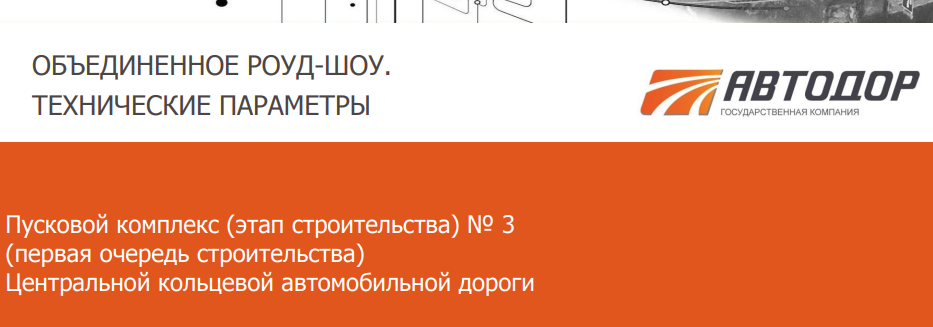 ОБЪЕДИНЕННОЕ РОУД-ШОУ.
ТЕХНИЧЕСКИЕ ПАРАМЕТРЫ
АВТОДОР
ГОСУДАРСТВЕННАЯ КОМПАНИЯ
Пусковой комплекс (этап строительства) № 3
(первая очередь строительства)
Центральной кольцевой автомобильной дороги